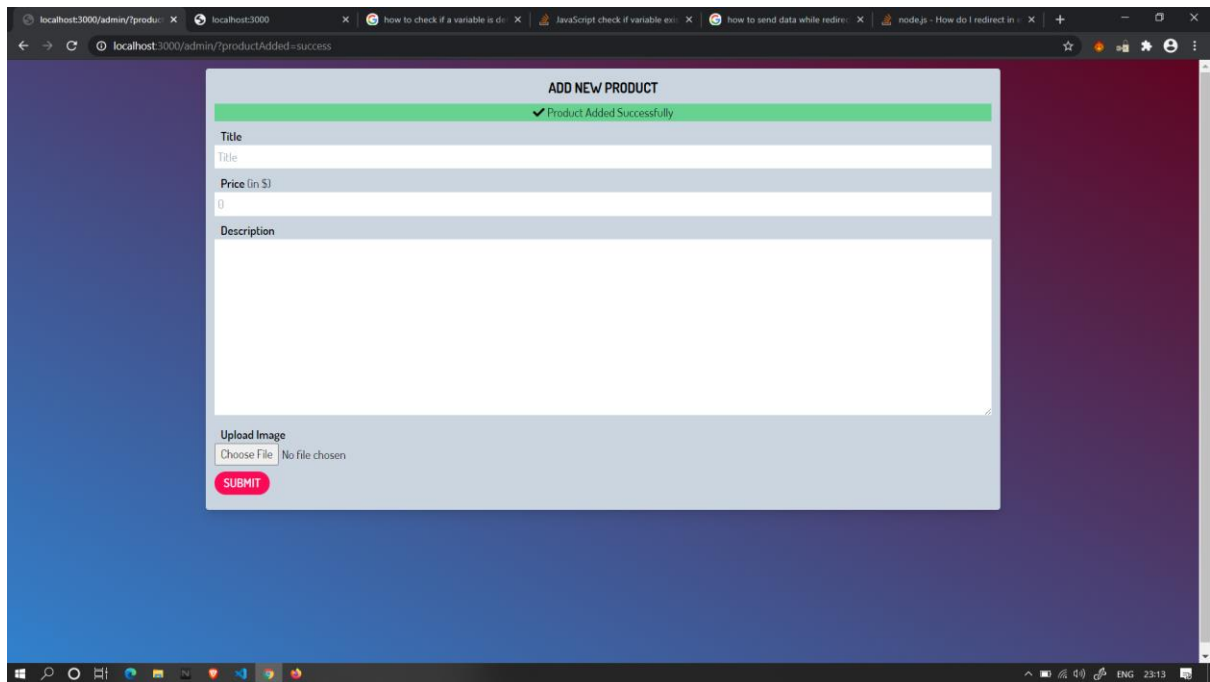 localhost:3000/admin/?produc
localhost:3000
how to check if a variable is de
JavaScript check if variable exi
how to send data while redirec
node.js - How do I redirect in e
localhost:3000/admin/?productAdded=success
ADD NEW PRODUCT
Product Added Successfully
Title
Title
Price (in $)
0
Description
Upload Image
Choose File No file chosen
SUBMIT
ENG 23:13